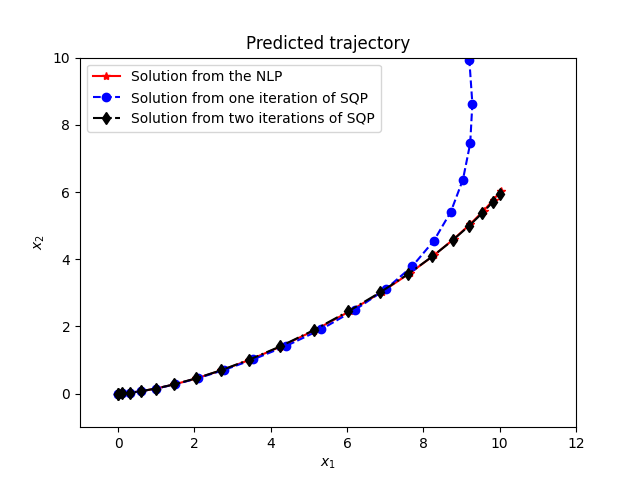 Predicted trajectory
Solution from the NLP
Solution from one iteration of SQP
Solution from two iterations of SQP
10
8
6
4
2
0
x₂
0 2 4 6 8 10 12
x₁